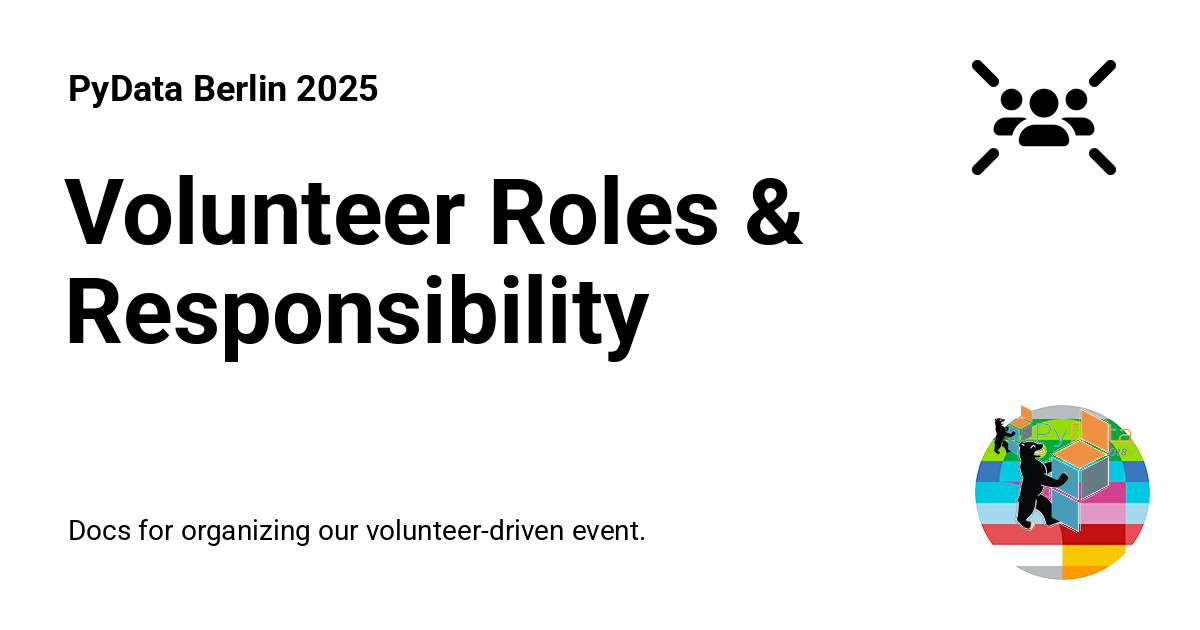 PyData Berlin 2025
Volunteer Roles &
Responsibility
Docs for organizing our volunteer-driven event.